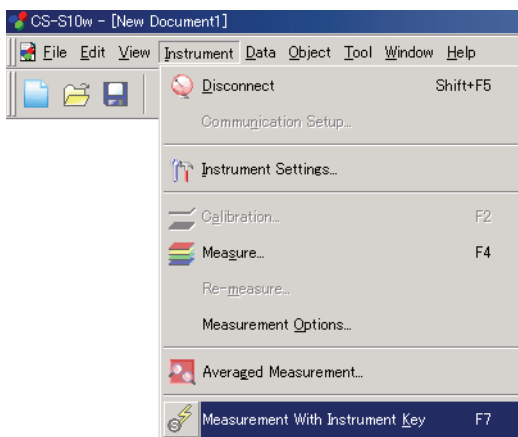 CS-S10w - [New Document1]
File Edit View Instrument Data Object Tool Window Help
Disconnect Shift+F5
Communication Setup...
Instrument Settings...
Calibration... F2
Measure... F4
Re-measure...
Measurement Options...
Averaged Measurement...
Measurement With Instrument Key F7